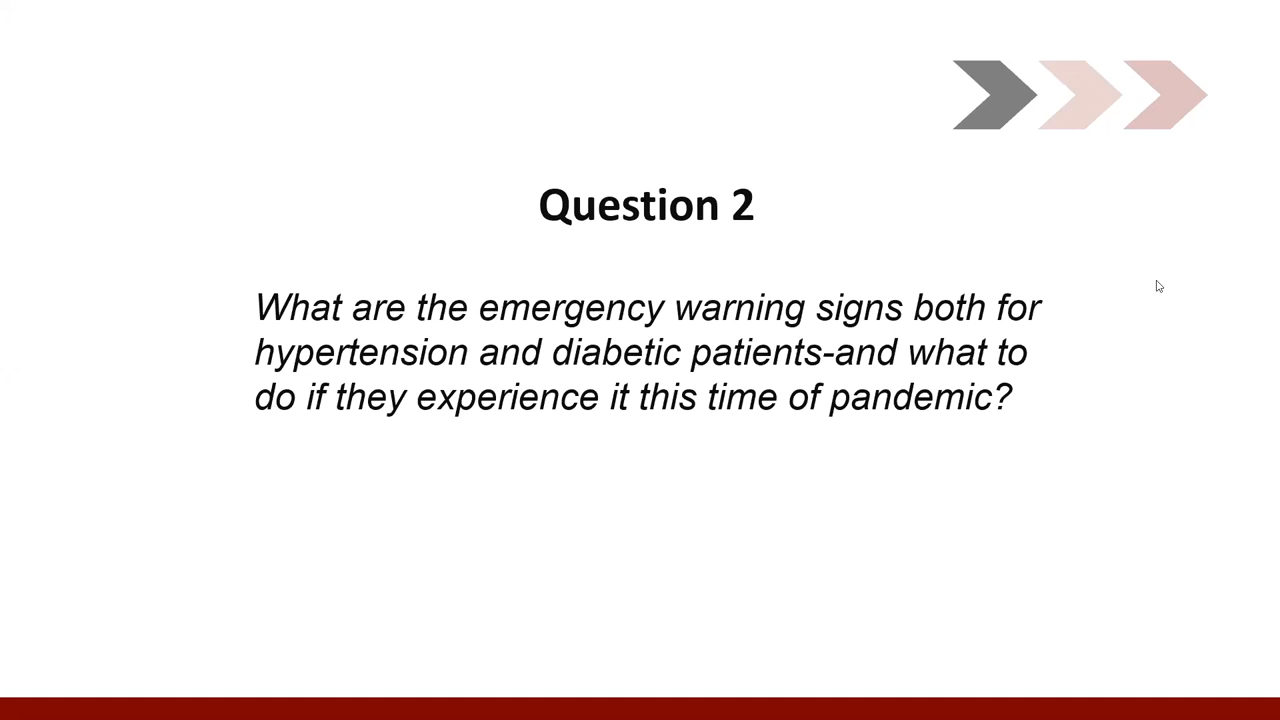 Question 2
What are the emergency warning signs both for
hypertension and diabetic patients-and what to
do if they experience it this time of pandemic?